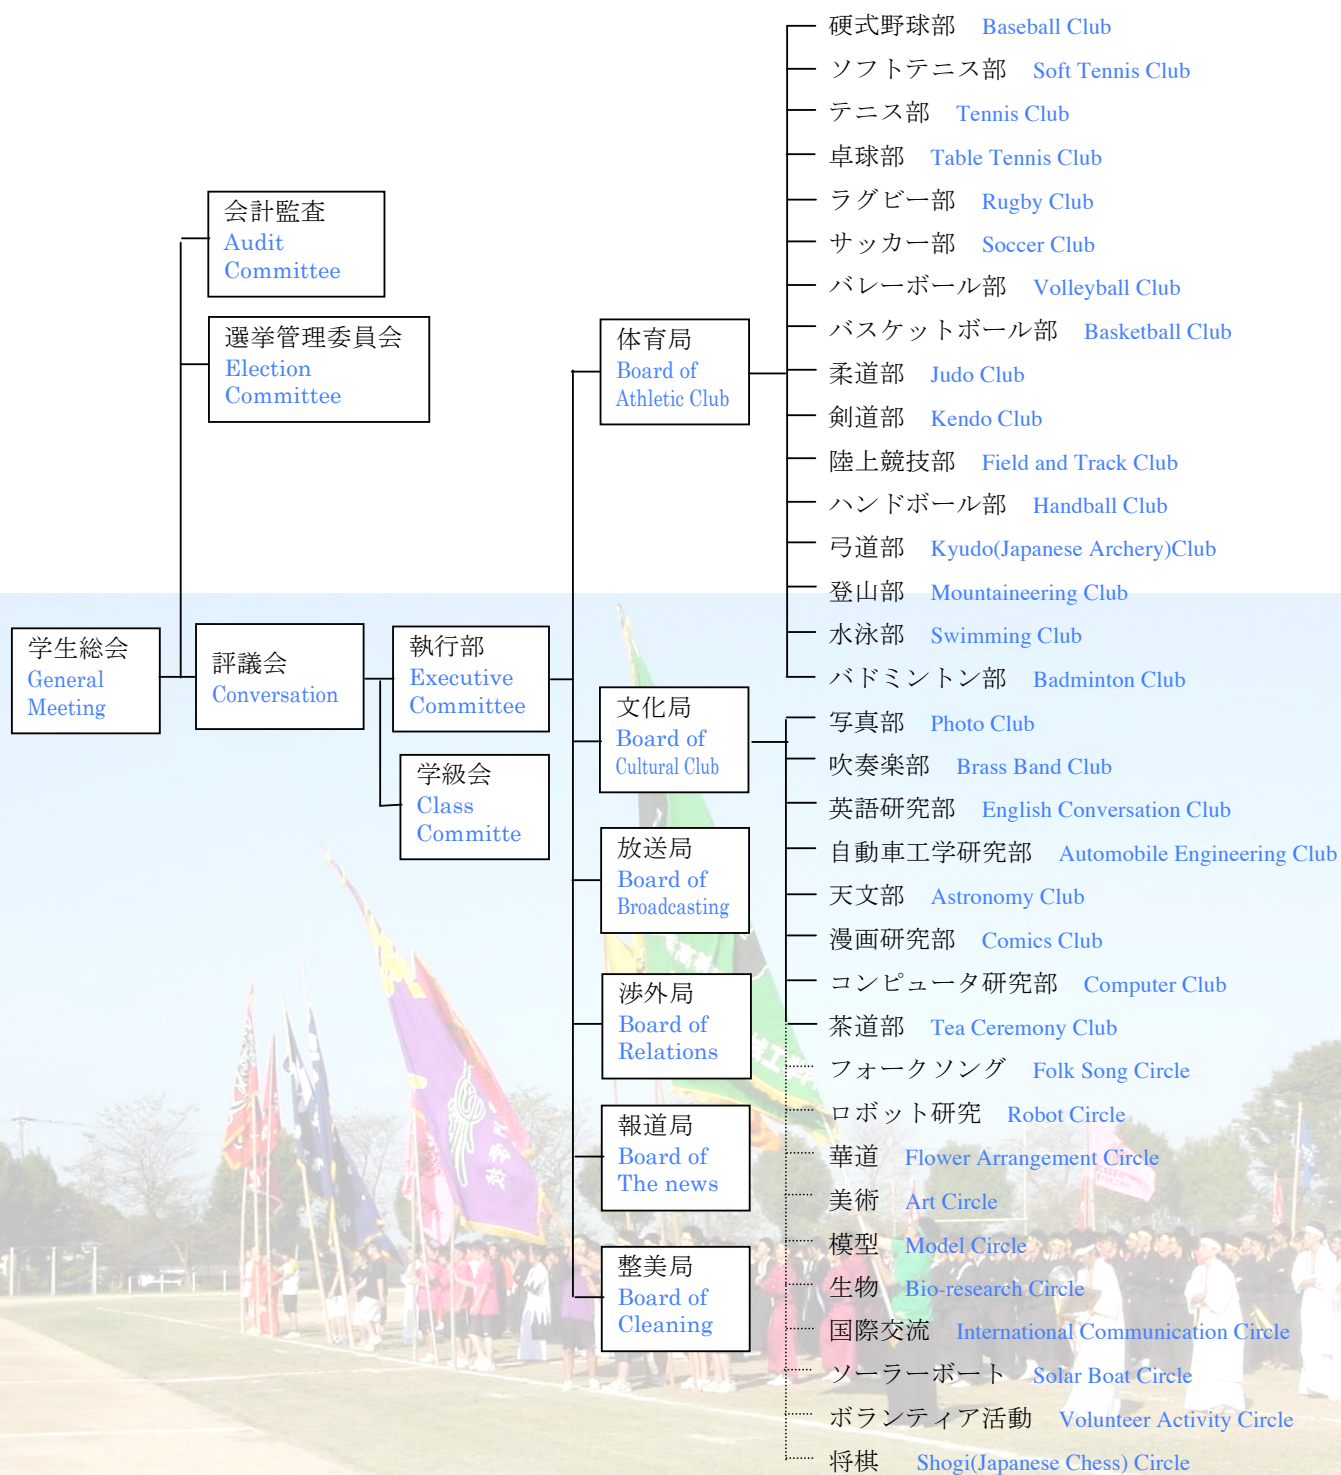 学生総会
General
Meeting
会計監査
Audit
Committee
選挙管理委員会
Election
Committee
評議会
Conversation
執行部
Executive
Committee
学級会
Class
Committe
体育局
Board of
Athletic Club
文化局
Board of
Cultural Club
放送局
Board of
Broadcasting
渉外局
Board of
Relations
報道局
Board of
The news
整美局
Board of
Cleaning
硬式野球部 Baseball Club
ソフトテニス部 Soft Tennis Club
テニス部 Tennis Club
卓球部 Table Tennis Club
ラグビー部 Rugby Club
サッカー部 Soccer Club
バレーボール部 Volleyball Club
バスケットボール部 Basketball Club
柔道部 Judo Club
剣道部 Kendo Club
陸上競技部 Field and Track Club
ハンドボール部 Handball Club
弓道部 Kyudo(Japanese Archery)Club
登山部 Mountaineering Club
水泳部 Swimming Club
バドミントン部 Badminton Club
写真部 Photo Club
吹奏楽部 Brass Band Club
英語研究部 English Conversation Club
自動車工学研究部 Automobile Engineering Club
天文部 Astronomy Club
漫画研究部 Comics Club
コンピュータ研究部 Computer Club
茶道部 Tea Ceremony Club
フォークソング Folk Song Circle
ロボット研究 Robot Circle
華道 Flower Arrangement Circle
美術 Art Circle
模型 Model Circle
生物 Bio-research Circle
国際交流 International Communication Circle
ソーラーボート Solar Boat Circle
ボランティア活動 Volunteer Activity Circle
将棋 Shogi(Japanese Chess) Circle